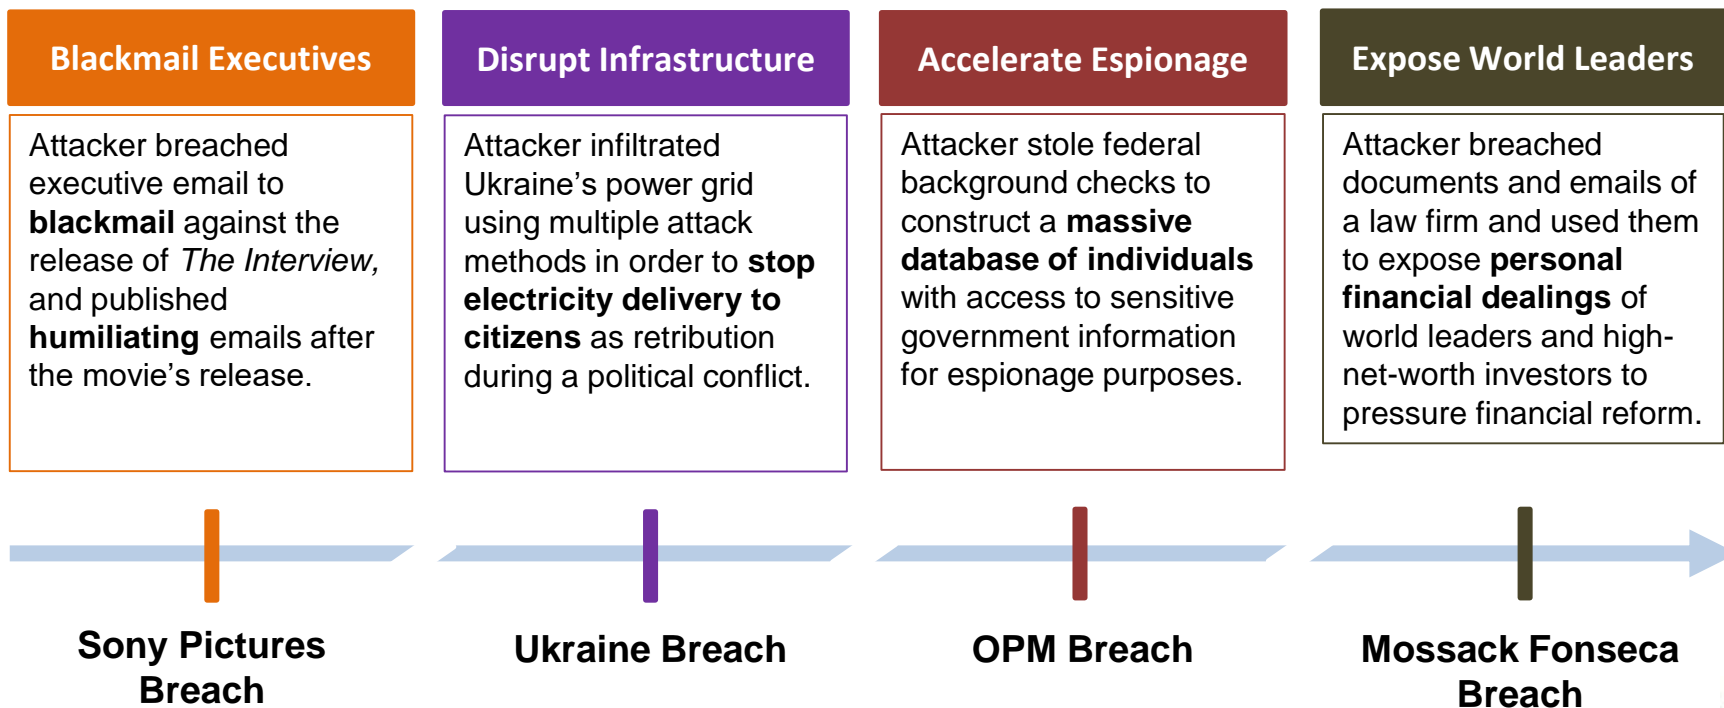 Blackmail Executives
Attacker breached
executive email to
blackmail against the
release of The Interview,
and published
humiliating emails after
the movie’s release.
Sony Pictures
Breach
Disrupt Infrastructure
Attacker infiltrated
Ukraine’s power grid
using multiple attack
methods in order to stop
electricity delivery to
citizens as retribution
during a political conflict.
Ukraine Breach
Accelerate Espionage
Attacker stole federal
background checks to
construct a massive
database of individuals
with access to sensitive
government information
for espionage purposes.
OPM Breach
Expose World Leaders
Attacker breached
documents and emails of
a law firm and used them
to expose personal
financial dealings of
world leaders and high-
net-worth investors to
pressure financial reform.
Mossack Fonseca
Breach